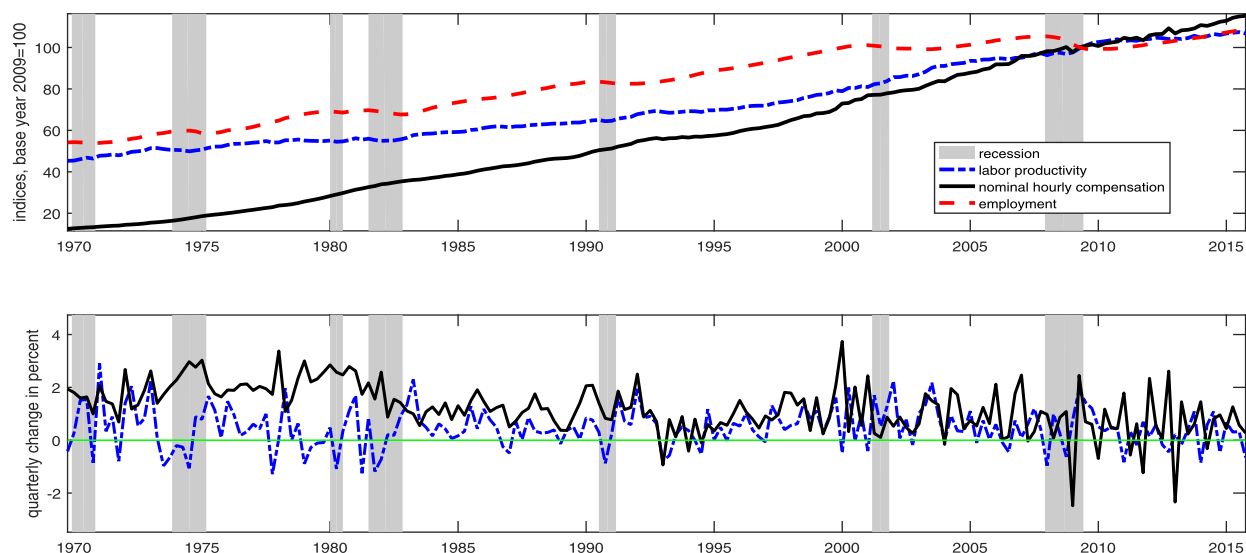 indices, base year 2009=100
100
80
60
40
20
recession
labor productivity
nominal hourly compensation
employment
1970 1975 1980 1985 1990 1995 2000 2005 2010 2015
quarterly change in percent
4
2
0
-2
1970 1975 1980 1985 1990 1995 2000 2005 2010 2015